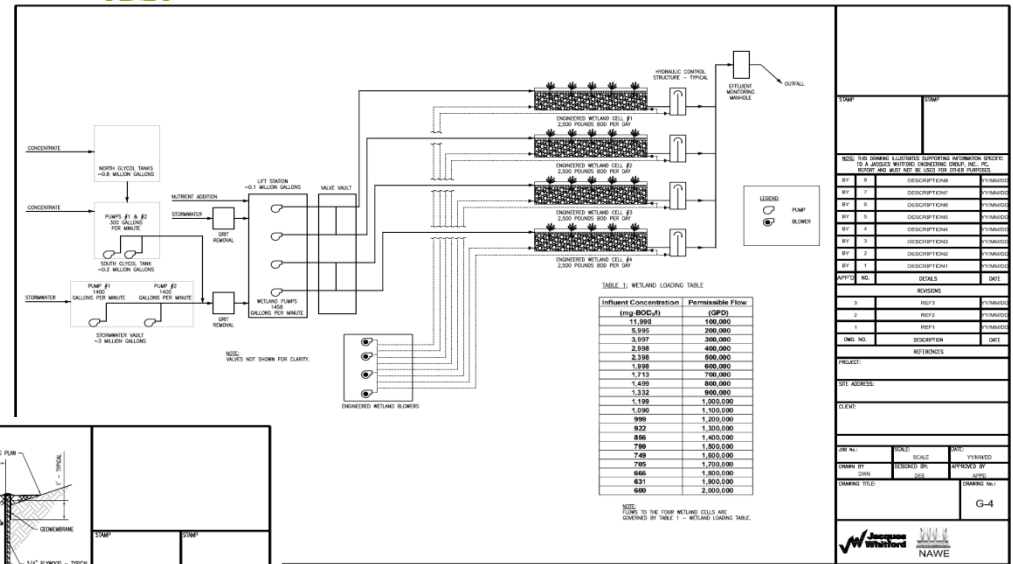 CONCENTRATE
NORTH GLYCOL TANKS
~0.8 MILLION GALLONS
CONCENTRATE
PUMPS #1 & #2
300 GALLONS
PER MINUTE
SOUTH GLYCOL TANK
~0.2 MILLION GALLONS
PUMP #1
1400
GALLONS PER MINUTE
PUMP #2
1400
GALLONS PER MINUTE
STORMWATER
STORMWATER VAULT
~3 MILLION GALLONS
NUTRIENT ADDITION
STORMWATER
GRIT
REMOVAL
GRIT
REMOVAL
LIFT STATION
~0.1 MILLION GALLONS
VALVE VAULT
WETLAND PUMPS
1458
GALLONS PER MINUTE
NOTE:
VALVES NOT SHOWN FOR CLARITY.
ENGINEERED WETLAND BLOWERS
ENGINEERED WETLAND CELL #1
2,500 POUNDS BOD PER DAY
ENGINEERED WETLAND CELL #2
2,500 POUNDS BOD PER DAY
ENGINEERED WETLAND CELL #3
2,500 POUNDS BOD PER DAY
ENGINEERED WETLAND CELL #4
2,500 POUNDS BOD PER DAY
HYDRAULIC CONTROL
STRUCTURE - TYPICAL
EFFLUENT
MONITORING
MANHOLE
OUTFALL
LEGEND:
PUMP
BLOWER
TABLE 1: WETLAND LOADING TABLE
Influent Concentration Permissible Flow
(mg-BOD₅/l) (GPD)
11,990 100,000
5,995 200,000
3,997 300,000
2,998 400,000
2,398 500,000
1,998 600,000
1,713 700,000
1,499 800,000
1,332 900,000
1,199 1,000,000
1,090 1,100,000
999 1,200,000
922 1,300,000
856 1,400,000
799 1,500,000
749 1,600,000
705 1,700,000
666 1,800,000
631 1,900,000
600 2,000,000
NOTE:
FLOWS TO THE FOUR WETLAND CELLS ARE
GOVERNED BY TABLE 1 - WETLAND LOADING TABLE.
STAMP STAMP
NOTE: THIS DRAWING ILLUSTRATES SUPPORTING INFORMATION SPECIFIC
TO A JACQUES WHITFORD ENGINEERING GROUP, INC., PC,
REPORT AND MUST NOT BE USED FOR OTHER PURPOSES.
BY 8 DESCRIPTION8 YY/MM/DD
BY 7 DESCRIPTION7 YY/MM/DD
BY 6 DESCRIPTION6 YY/MM/DD
BY 5 DESCRIPTION5 YY/MM/DD
BY 4 DESCRIPTION4 YY/MM/DD
BY 3 DESCRIPTION3 YY/MM/DD
BY 2 DESCRIPTION2 YY/MM/DD
BY 1 DESCRIPTION1 YY/MM/DD
APP'D NO. DETAILS DATE
REVISIONS
3 REF3 YY/MM/DD
2 REF2 YY/MM/DD
1 REF1 YY/MM/DD
DWG. NO. DESCRIPTION DATE
REFERENCES
PROJECT:
SITE ADDRESS:
CLIENT:
JOB No.: SCALE: DATE:
SCALE YY/MM/DD
DRAWN BY DESIGNED BY: APPROVED BY
DWN DES APPD
DRAWING TITLE: DRAWING No.:
G-4
Jacques
Whitford
NAWE
PLAN
1' - TYPICAL
GEOMEMBRANE
3/4" PLYWOOD - TYPICAL
STAMP STAMP